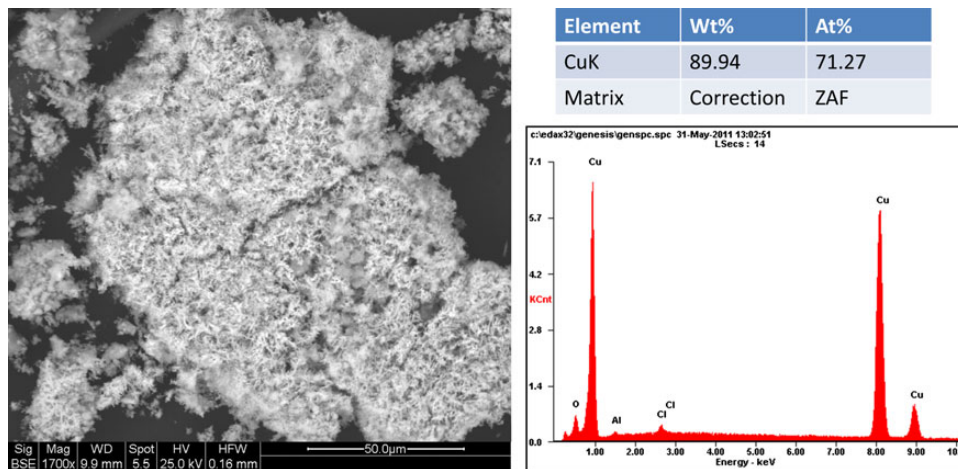 Element Wt% At%
CuK 89.94 71.27
Matrix Correction ZAF
c:\edax32\genesis\genspc.spc 31-May-2011 13:02:51
LSecs : 14
7.1
5.7
4.2
KCnt
2.8
1.4
0.0
Cu
Cu
Cu
O
Al
Cl
Cl
1.00 2.00 3.00 4.00 5.00 6.00 7.00 8.00 9.00 10
Energy - keV
Sig Mag WD Spot HV HFW
BSE 1700x 9.9 mm 5.5 25.0 kV 0.16 mm
50.0µm